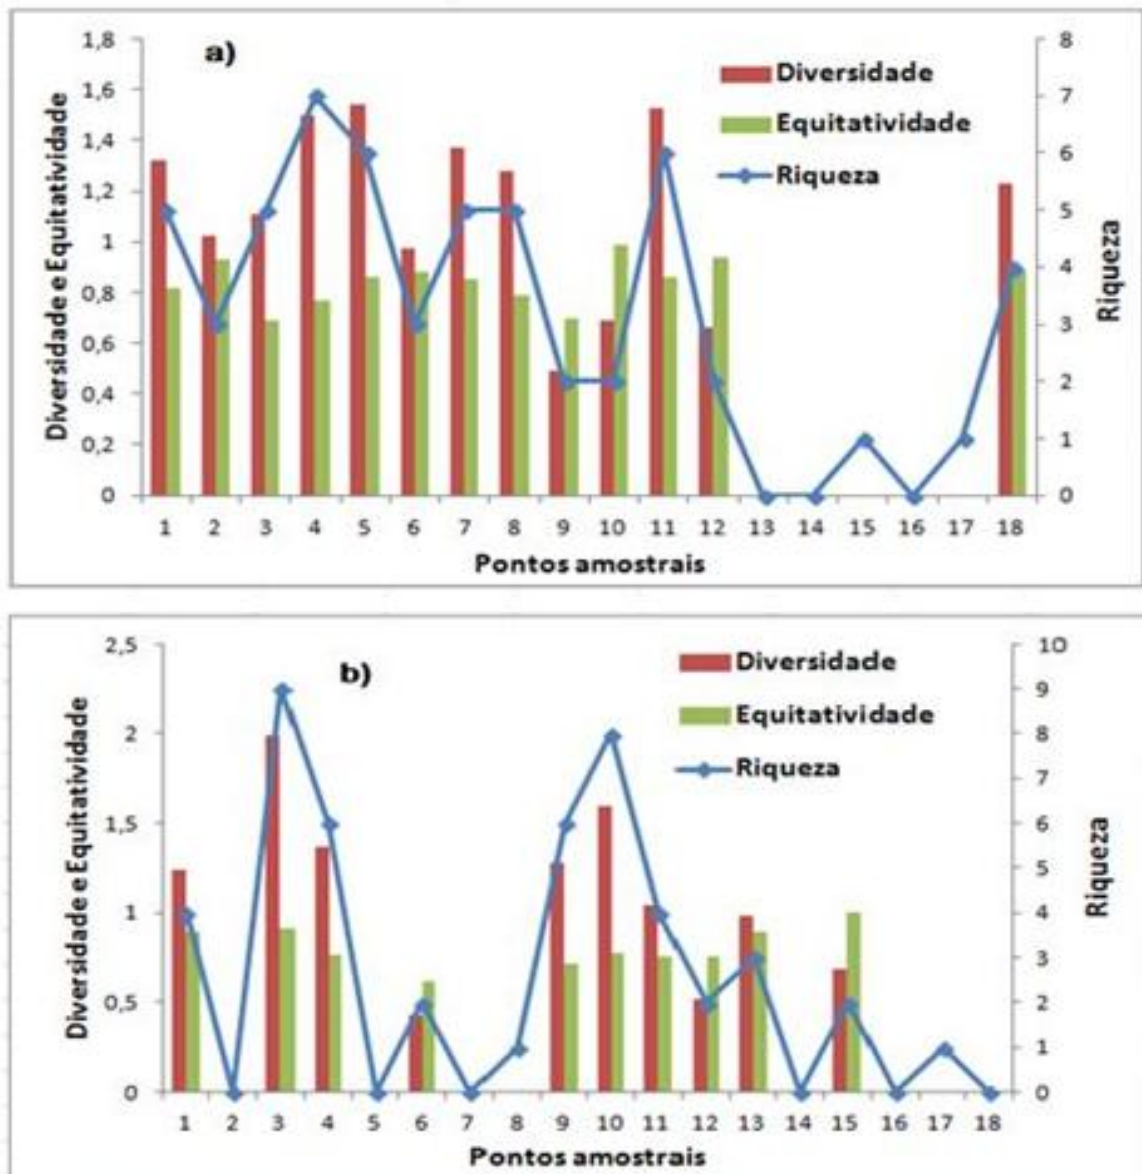 a)
Diversidade
Equitatividade
Riqueza
Diversidade e Equitatividade
1,8
1,6
1,4
1,2
1
0,8
0,6
0,4
0,2
0
8
7
6
5
4
3
2
1
0
Riqueza
1 2 3 4 5 6 7 8 9 10 11 12 13 14 15 16 17 18
Pontos amostrais
b)
Diversidade
Equitatividade
Riqueza
Diversidade e Equitatividade
2,5
2
1,5
1
0,5
0
10
9
8
7
6
5
4
3
2
1
0
Riqueza
1 2 3 4 5 6 7 8 9 10 11 12 13 14 15 16 17 18
Pontos amostrais